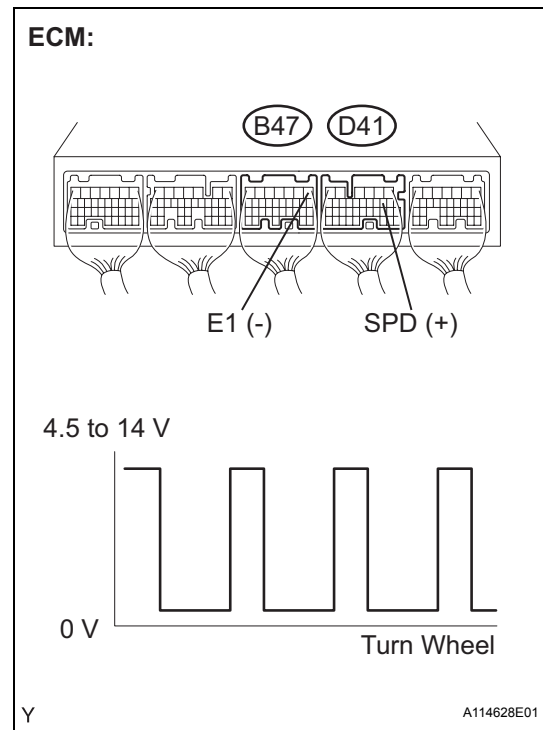 ECM:
B47 D41
E1 (-) SPD (+)
4.5 to 14 V
0 V
Turn Wheel
Y A114628E01